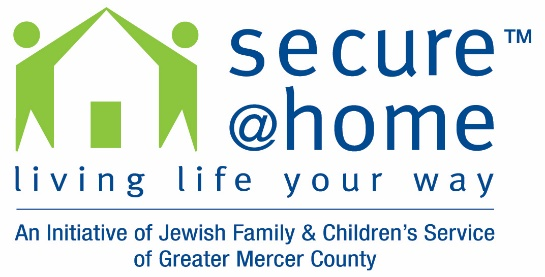 secure™
@home
living life your way
An Initiative of Jewish Family & Children's Service
of Greater Mercer County